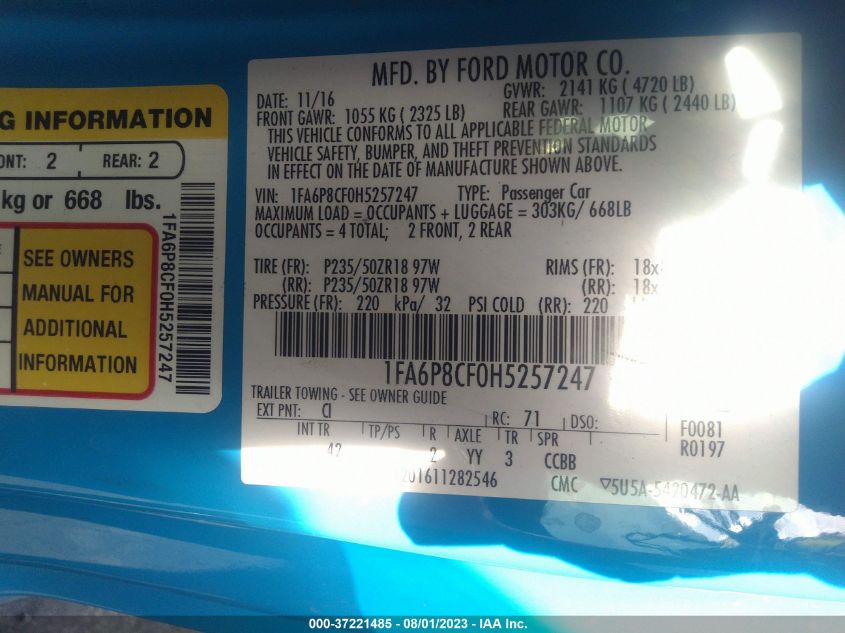 G INFORMATION
ONT: 2 REAR: 2
kg or 668 lbs.
SEE OWNERS
MANUAL FOR
ADDITIONAL
INFORMATION
1FA6P8CF0H5257247
MFD. BY FORD MOTOR CO.
DATE: 11/16 GVWR: 2141 KG ( 4720 LB)
FRONT GAWR: 1055 KG ( 2325 LB) REAR GAWR: 1107 KG ( 2440 LB)
THIS VEHICLE CONFORMS TO ALL APPLICABLE FEDERAL MOTOR
VEHICLE SAFETY, BUMPER, AND THEFT PREVENTION STANDARDS
IN EFFECT ON THE DATE OF MANUFACTURE SHOWN ABOVE.
VIN: 1FA6P8CF0H5257247 TYPE: Passenger Car
MAXIMUM LOAD = OCCUPANTS + LUGGAGE = 303KG/ 668LB
OCCUPANTS = 4 TOTAL; 2 FRONT, 2 REAR
TIRE (FR): P235/50ZR18 97W RIMS (FR): 18x
(RR): P235/50ZR18 97W (RR): 18x
PRESSURE (FR): 220 kPa/ 32 PSI COLD (RR): 220
1FA6P8CF0H5257247
TRAILER TOWING - SEE OWNER GUIDE
EXT PNT: CI RC: 71 DSO: F0081
INT TR TP/PS R AXLE TR SPR R0197
42 2 YY 3 CCBB
201611282546 CMC ▽5U5A-5420472-AA
000-37221485 - 08/01/2023 - IAA Inc.